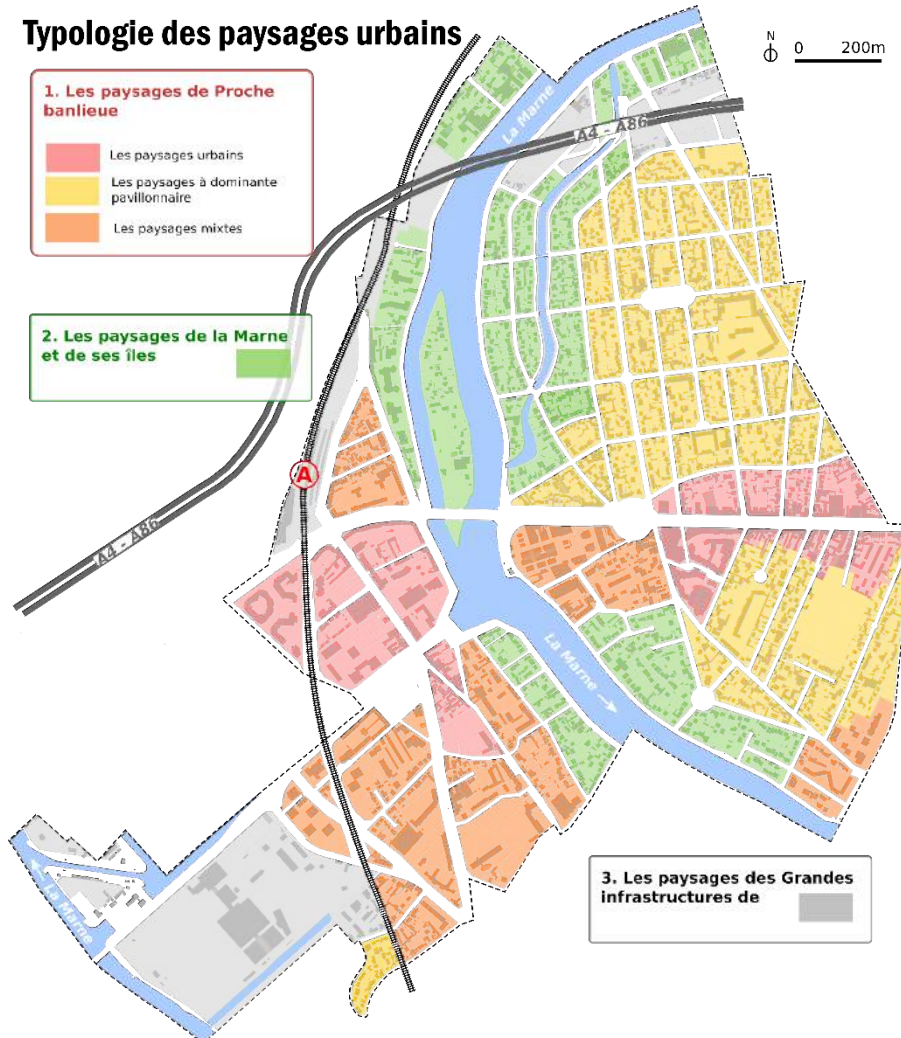 Typologie des paysages urbains
N
0 200m
1. Les paysages de Proche
banlieue
Les paysages urbains
Les paysages à dominante
pavillonnaire
Les paysages mixtes
2. Les paysages de la Marne
et de ses îles
La Marne
A4 - A86
A
A4 - A86
La Marne →
← La Marne
3. Les paysages des Grandes
infrastructures de